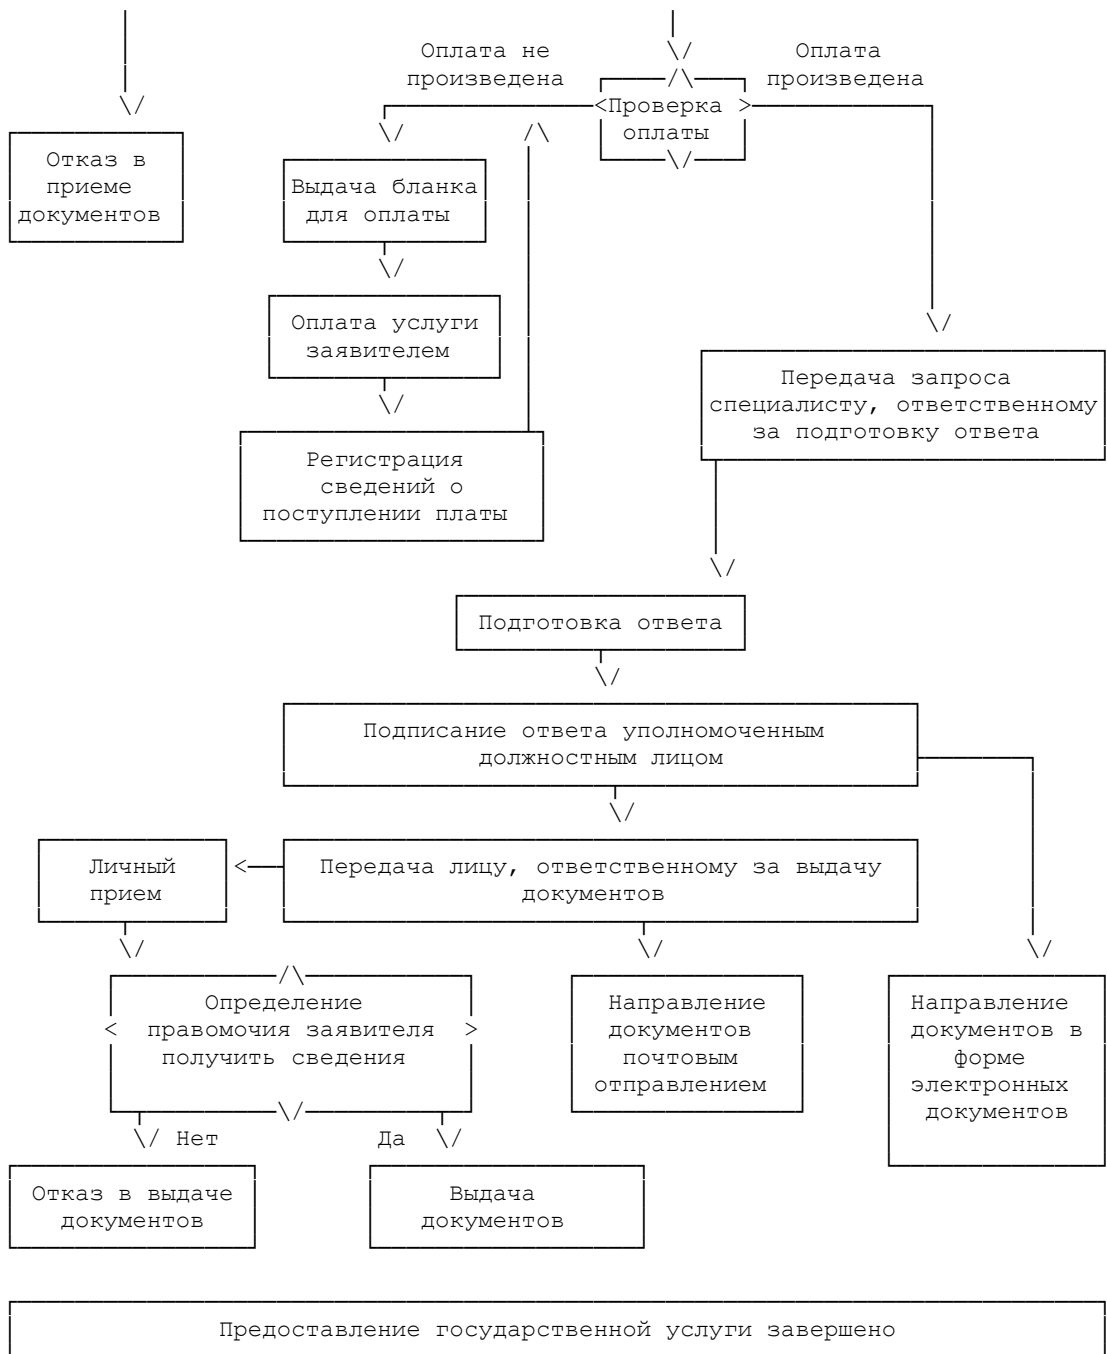 Оплата не
произведена
Оплата
произведена
Проверка
оплаты
Отказ в
приеме
документов
Выдача бланка
для оплаты
Оплата услуги
заявителем
Передача запроса
специалисту, ответственному
за подготовку ответа
Регистрация
сведений о
поступлении платы
Подготовка ответа
Подписание ответа уполномоченным
должностным лицом
Личный
прием
Передача лицу, ответственному за выдачу
документов
Определение
правомочия заявителя
получить сведения
Направление
документов
почтовым
отправлением
Направление
документов в
форме
электронных
документов
Нет
Да
Отказ в выдаче
документов
Выдача
документов
Предоставление государственной услуги завершено